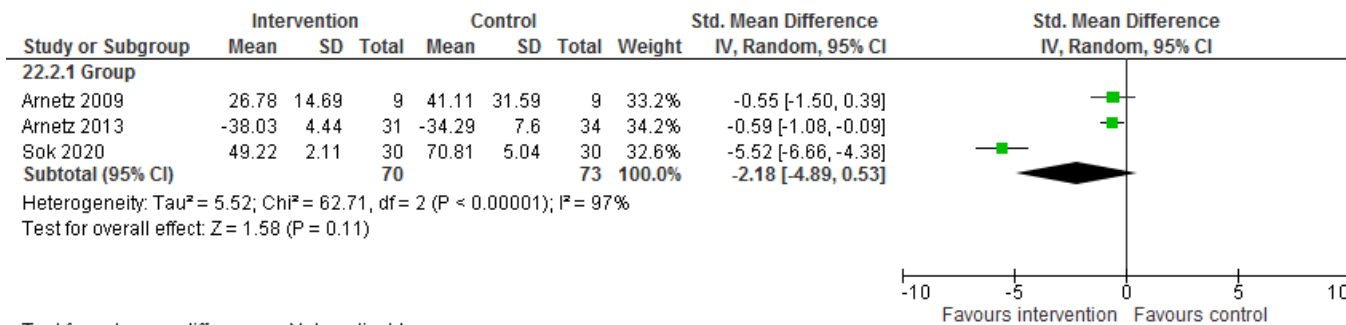 Intervention Control Std. Mean Difference Std. Mean Difference
Study or Subgroup Mean SD Total Mean SD Total Weight IV, Random, 95% CI IV, Random, 95% CI
22.2.1 Group
Arnetz 2009 26.78 14.69 9 41.11 31.59 9 33.2% -0.55 [-1.50, 0.39]
Arnetz 2013 -38.03 4.44 31 -34.29 7.6 34 34.2% -0.59 [-1.08, -0.09]
Sok 2020 49.22 2.11 30 70.81 5.04 30 32.6% -5.52 [-6.66, -4.38]
Subtotal (95% CI) 70 73 100.0% -2.18 [-4.89, 0.53]
Heterogeneity: Tau² = 5.52; Chi² = 62.71, df = 2 (P < 0.00001); I² = 97%
Test for overall effect: Z = 1.58 (P = 0.11)
-10 -5 0 5 10
Favours intervention Favours control